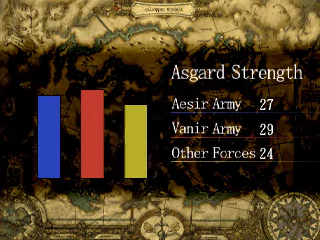 Asgard Strength
Aesir Army 27
Vanir Army 29
Other Forces 24